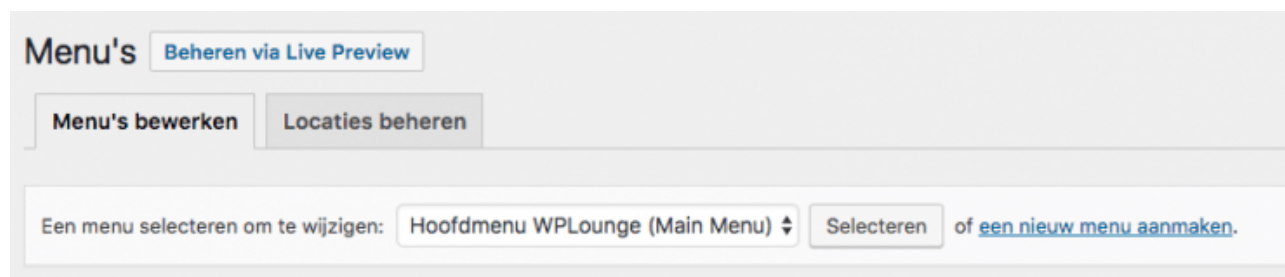 Menu's Beheren via Live Preview
Menu's bewerken Locaties beheren
Een menu selecteren om te wijzigen: Hoofdmenu WPLounge (Main Menu) Selecteren of een nieuw menu aanmaken.